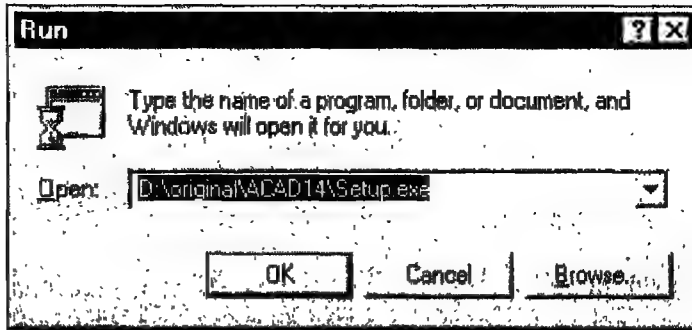 Run
Type the name of a program, folder, or document, and
Windows will open it for you.
Open: D:\original\ACAD14\Setup.exe
OK Cancel Browse...